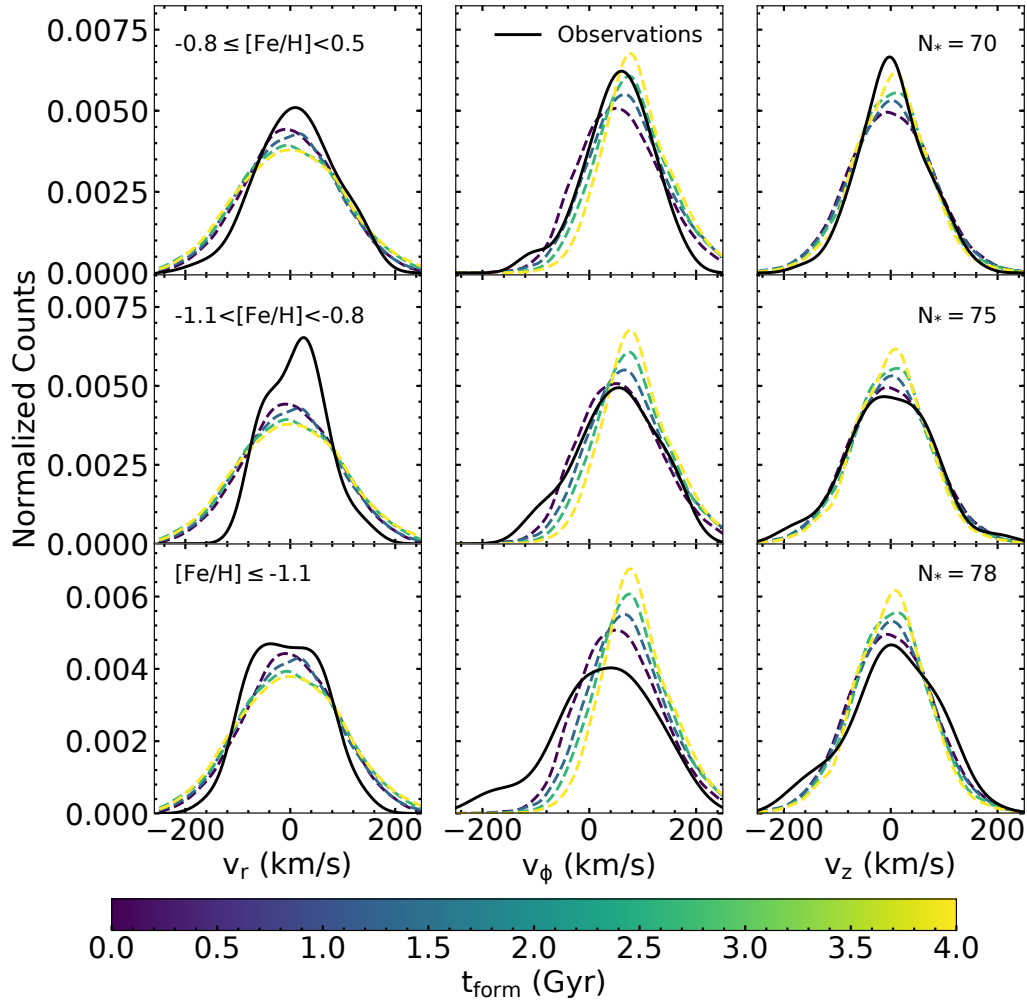 0.0075
0.0050
0.0025
0.0000
-0.8 ≤ [Fe/H]<0.5
Observations
N* = 70
0.0075
0.0050
0.0025
0.0000
-1.1<[Fe/H]<-0.8
N* = 75
0.006
0.004
0.002
0.000
[Fe/H] ≤ -1.1
N* = 78
Normalized Counts
−200 0 200 −200 0 200 −200 0 200
v_r (km/s) v_ϕ (km/s) v_z (km/s)
0.0 0.5 1.0 1.5 2.0 2.5 3.0 3.5 4.0
t_form (Gyr)